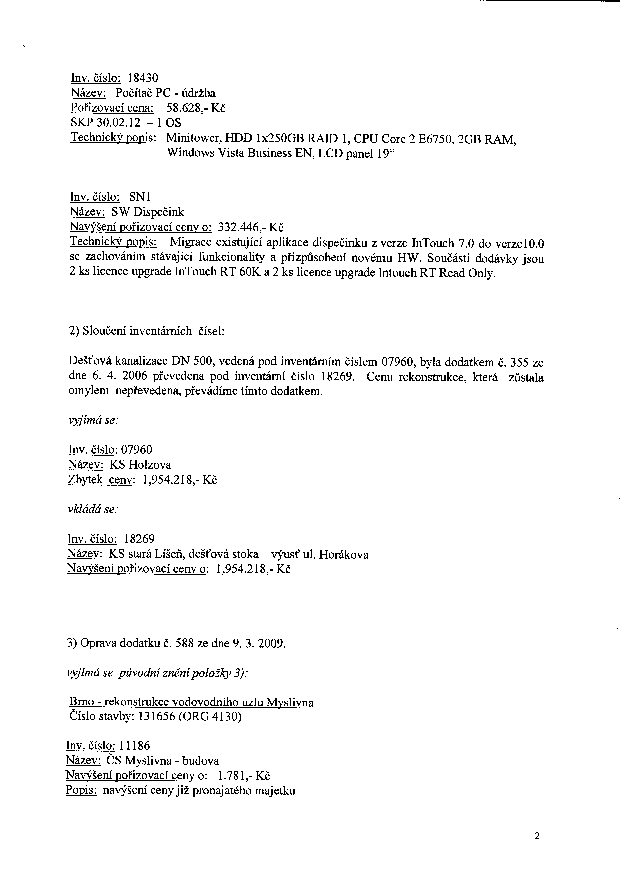 Inv. číslo: 18430
Název: Počítač PC - údržba
Pořizovací cena: 58.628,- Kč
SKP 30.02.12 – 1 OS
Technický popis: Minitower, HDD 1x250GB RAID 1, CPU Core 2 E6750, 2GB RAM,
Windows Vista Business EN, LCD panel 19“
Inv. číslo: SN1
Název: SW Dispečink
Navýšení pořizovací ceny o: 332.446,- Kč
Technický popis: Migrace existující aplikace dispečinku z verze InTouch 7.0 do verze10.0
se zachováním stávající funkcionality a přizpůsobení novému HW. Součástí dodávky jsou
2 ks licence upgrade InTouch RT 60K a 2 ks licence upgrade Intouch RT Read Only.
2) Sloučení inventárních čísel:
Dešťová kanalizace DN 500, vedená pod inventárním číslem 07960, byla dodatkem č. 355 ze
dne 6. 4. 2006 převedena pod inventární číslo 18269. Cenu rekonstrukce, která zůstala
omylem nepřevedena, převádíme tímto dodatkem.
vyjímá se:
Inv. číslo: 07960
Název: KS Holzova
Zbytek ceny: 1,954.218,- Kč
vkládá se:
Inv. číslo: 18269
Název: KS stará Líšeň, dešťová stoka – výusť ul. Horákova
Navýšení pořizovací ceny o: 1,954.218,- Kč
3) Oprava dodatku č. 588 ze dne 9. 3. 2009.
vyjímá se původní znění položky 3):
Brno - rekonstrukce vodovodního uzlu Myslivna
Číslo stavby: 131656 (ORG 4130)
Inv. číslo: 11186
Název: ČS Myslivna - budova
Navýšení pořizovací ceny o: 1.781,- Kč
Popis: navýšení ceny již pronajatého majetku
2